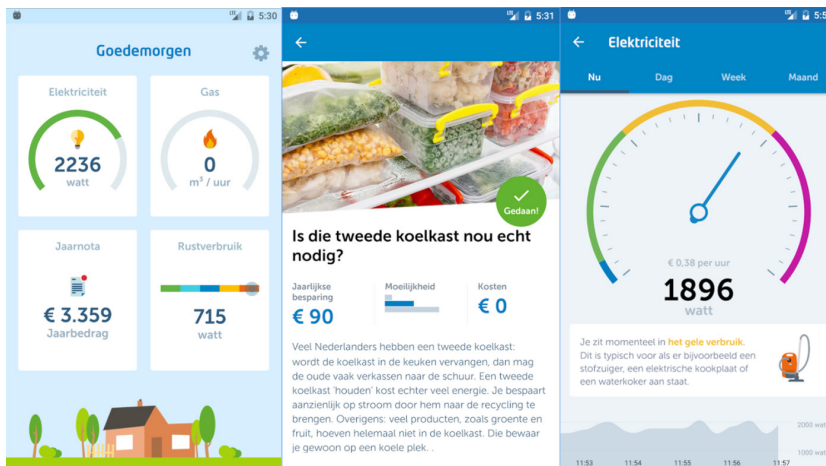 5:30
Goedemorgen
Elektriciteit
2236
watt
Gas
0
m³ / uur
Jaarnota
€ 3.359
Jaarbedrag
Rustverbruik
715
watt
5:31
Gedaan!
Is die tweede koelkast nou echt
nodig?
Jaarlijkse
besparing
€ 90
Moeilijkheid
Kosten
€ 0
Veel Nederlanders hebben een tweede koelkast:
wordt de koelkast in de keuken vervangen, dan mag
de oude vaak verkassen naar de schuur. Een tweede
koelkast 'houden' kost echter veel energie. Je bespaart
aanzienlijk op stroom door hem naar de recycling te
brengen. Overigens: veel producten, zoals groente en
fruit, hoeven helemaal niet in de koelkast. Die bewaar
je gewoon op een koele plek. .
Elektriciteit
Nu Dag Week Maand
€ 0,38 per uur
1896
watt
Je zit momenteel in het gele verbruik.
Dit is typisch voor als er bijvoorbeeld een
stofzuiger, een elektrische kookplaat of
een waterkoker aan staat.
2000
1000
11:53 11:54 11:55 11:56 11:57